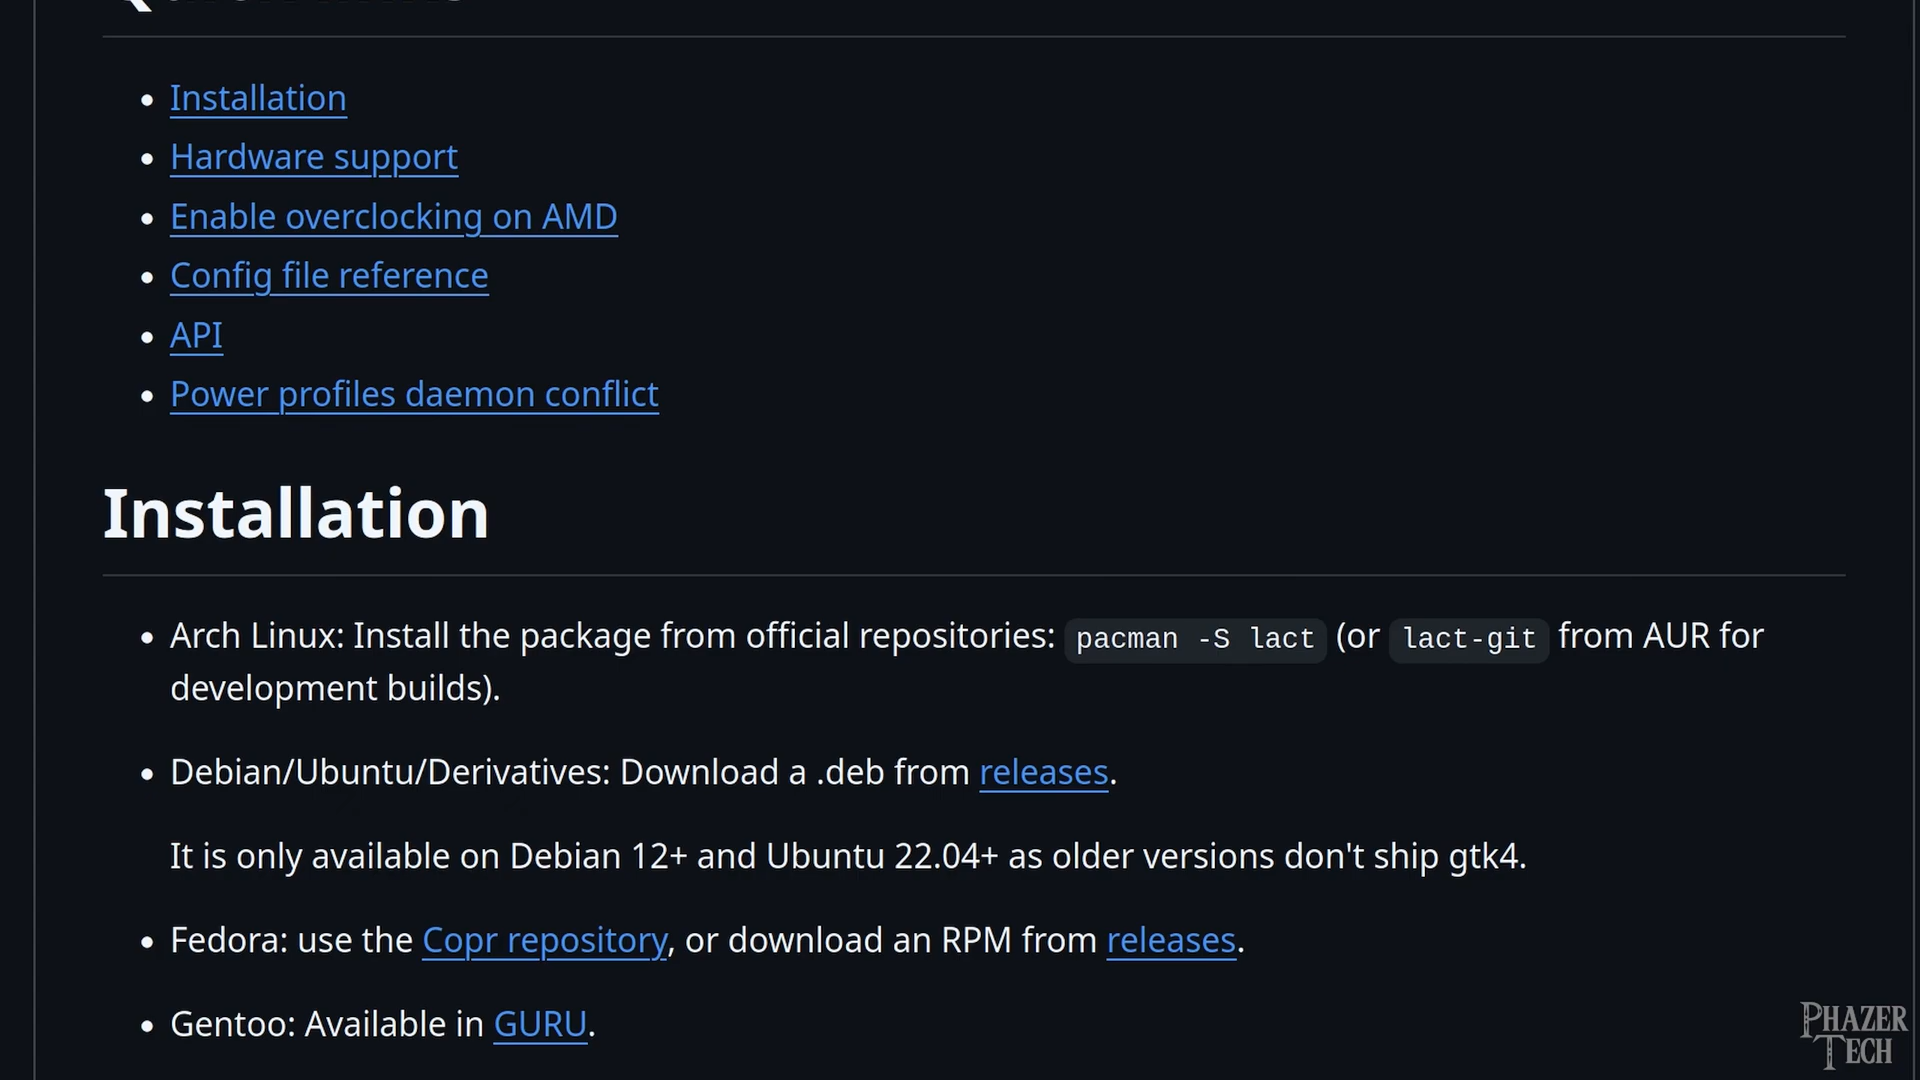 Installation
Hardware support
Enable overclocking on AMD
Config file reference
API
Power profiles daemon conflict
Installation
Arch Linux: Install the package from official repositories: pacman -S lact (or lact-git from AUR for
development builds).
Debian/Ubuntu/Derivatives: Download a .deb from releases.
It is only available on Debian 12+ and Ubuntu 22.04+ as older versions don't ship gtk4.
Fedora: use the Copr repository, or download an RPM from releases.
Gentoo: Available in GURU.
PHAZER
TECH